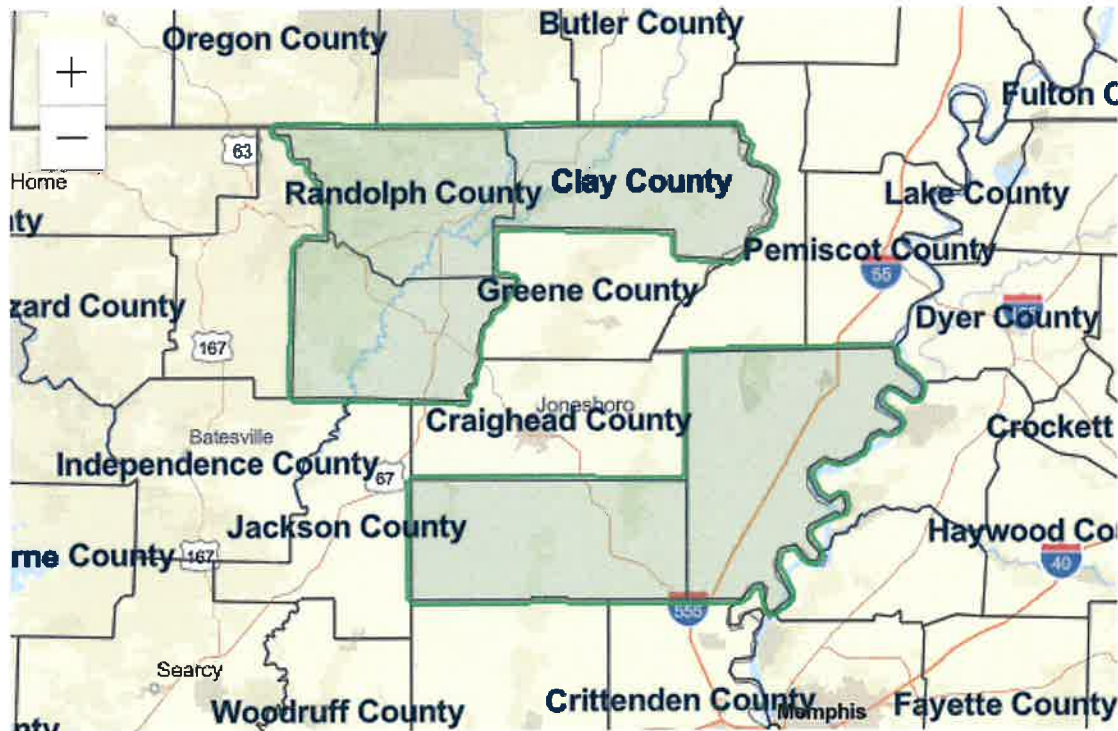 Butler County
Oregon County
+
Fulton C
−
63
Home
Randolph County
Clay County
Lake County
nty
Pemiscot County
55
Greene County
zard County
Dyer County
167
Jonesboro
Craighead County
Crockett
Batesville
Independence County
67
Jackson County
Haywood Co
rne County
167
40
555
Searcy
Woodruff County
Crittenden County
Memphis
Fayette County
nty